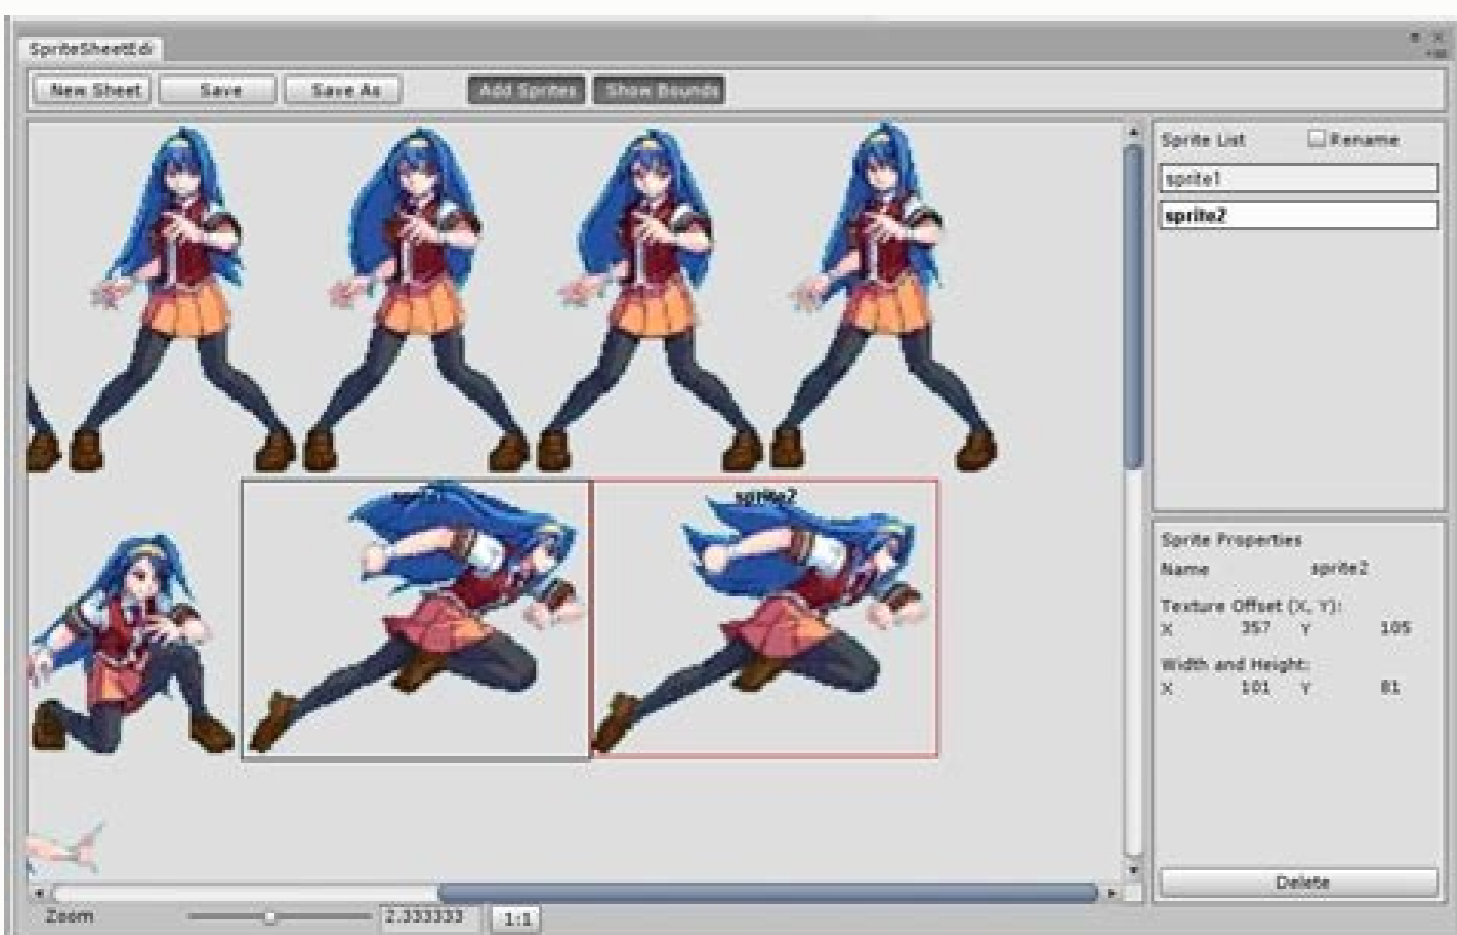 SpriteSheetEdi
New Sheet Save Save As Add Sprites Show Bounds
Sprite List Rename
sprite1
sprite2
sprite1 sprite2
Sprite Properties
Name sprite2
Texture Offset (X, Y):
X 357 Y 105
Width and Height:
X 101 Y 81
Delete
Zoom 2.333333 1:1